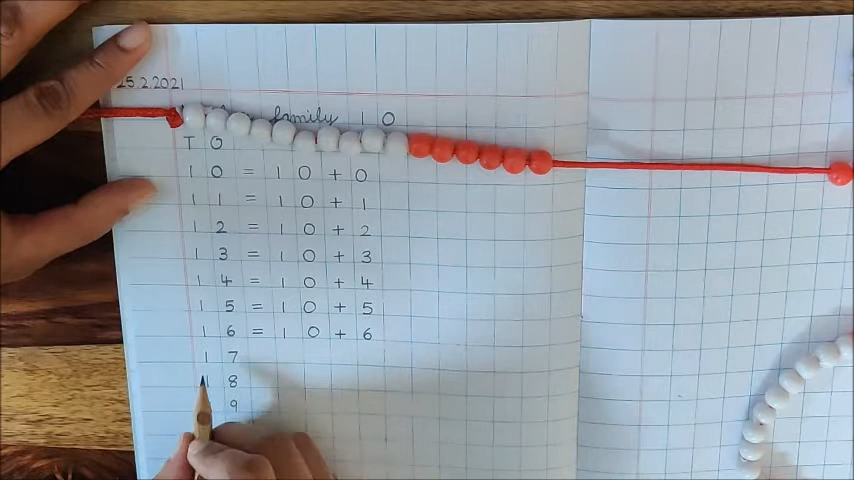 25.2.2021
family 10
T O
1 0 = 1 0 + 0
1 1 = 1 0 + 1
1 2 = 1 0 + 2
1 3 = 1 0 + 3
1 4 = 1 0 + 4
1 5 = 1 0 + 5
1 6 = 1 0 + 6
1 7
1 8
9